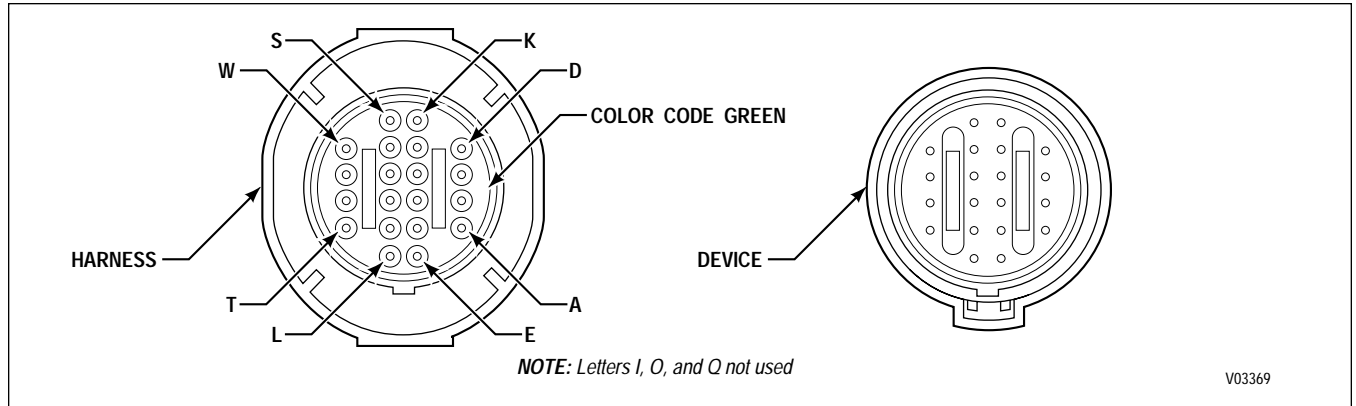 S
K
W
D
COLOR CODE GREEN
HARNESS
DEVICE
T
A
L
E
NOTE: Letters I, O, and Q not used
V03369